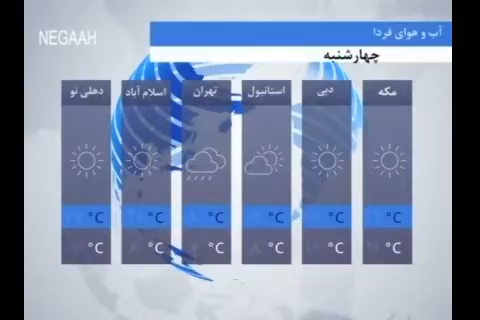 NEGAAH
آب و هوای فردا
چهارشنبه
مکه
دبی
استانبول
تهران
اسلام آباد
دهلی نو
°C °C °C °C °C °C
°C °C °C °C °C °C